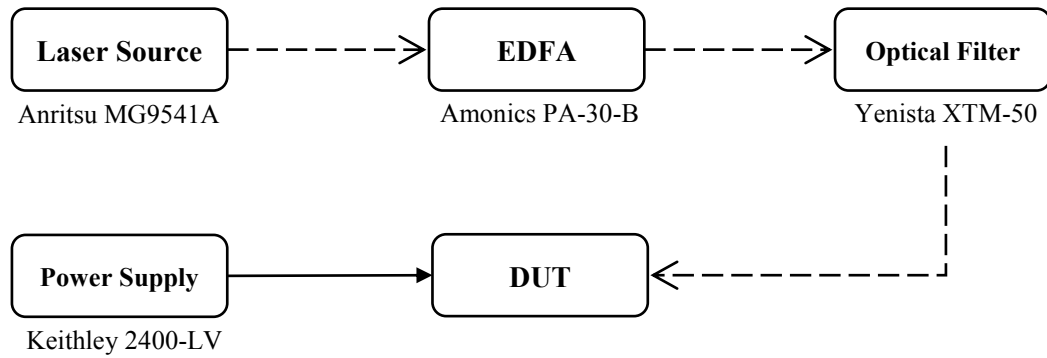 Laser Source
EDFA
Optical Filter
Anritsu MG9541A
Amonics PA-30-B
Yenista XTM-50
Power Supply
DUT
Keithley 2400-LV